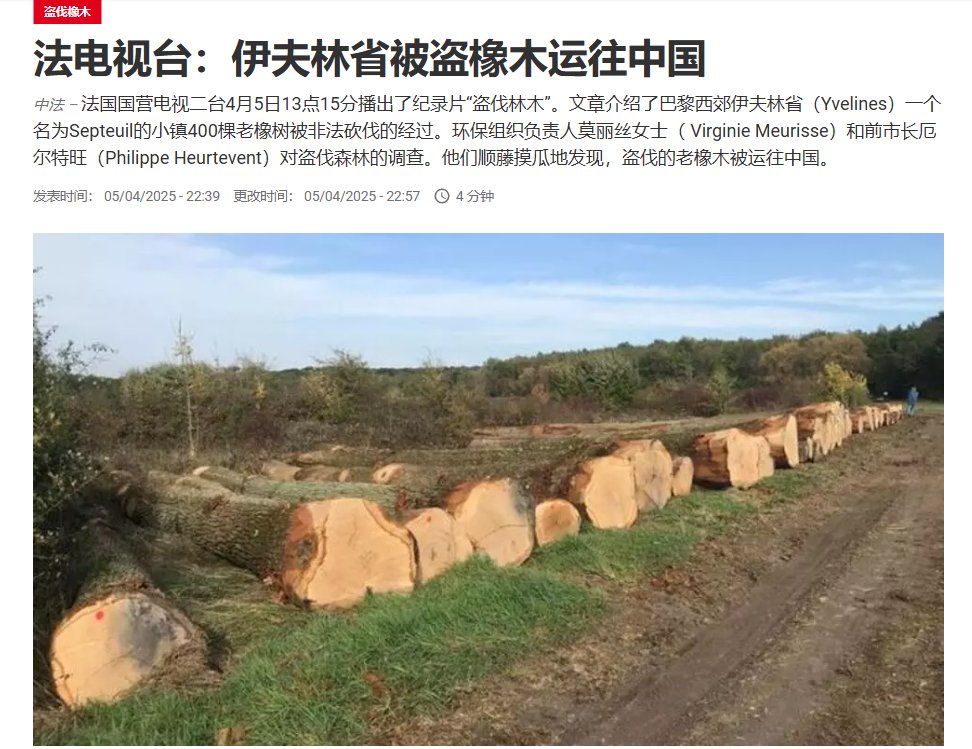 盗伐橡木
法电视台：伊夫林省被盗橡木运往中国
中法 – 法国国营电视二台4月5日13点15分播出了纪录片“盗伐林木”。文章介绍了巴黎西郊伊夫林省（Yvelines）一个
名为Septeuil的小镇400棵老橡树被非法砍伐的经过。环保组织负责人莫丽丝女士（ Virginie Meurisse）和前市长厄
尔特旺（Philippe Heurtevent）对盗伐森林的调查。他们顺藤摸瓜地发现，盗伐的老橡木被运往中国。
发表时间： 05/04/2025 - 22:39 更改时间： 05/04/2025 - 22:57 4 分钟